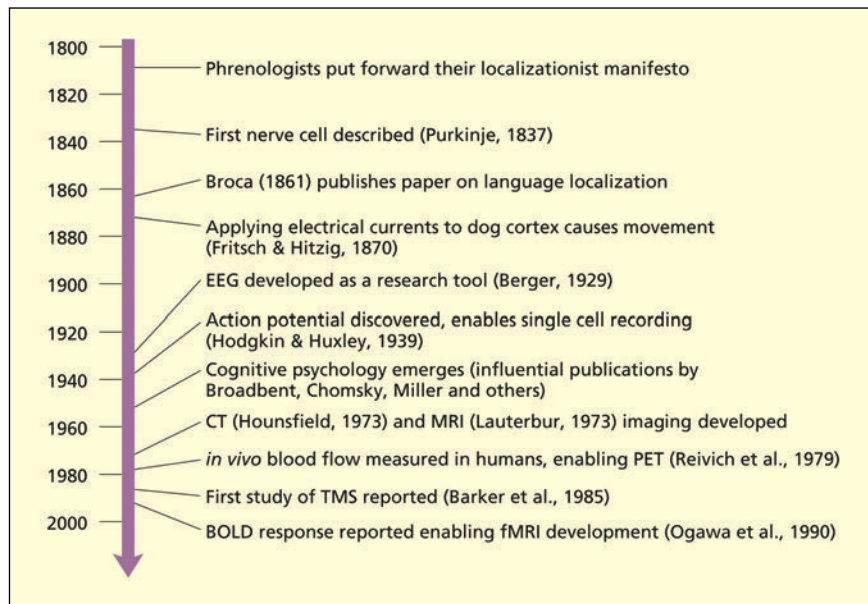 1800
Phrenologists put forward their localizationist manifesto
1820
First nerve cell described (Purkinje, 1837)
1840
Broca (1861) publishes paper on language localization
1860
Applying electrical currents to dog cortex causes movement
(Fritsch & Hitzig, 1870)
1880
EEG developed as a research tool (Berger, 1929)
1900
Action potential discovered, enables single cell recording
(Hodgkin & Huxley, 1939)
1920
Cognitive psychology emerges (influential publications by
Broadbent, Chomsky, Miller and others)
1940
CT (Hounsfield, 1973) and MRI (Lauterbur, 1973) imaging developed
1960
in vivo blood flow measured in humans, enabling PET (Reivich et al., 1979)
1980
First study of TMS reported (Barker et al., 1985)
2000
BOLD response reported enabling fMRI development (Ogawa et al., 1990)